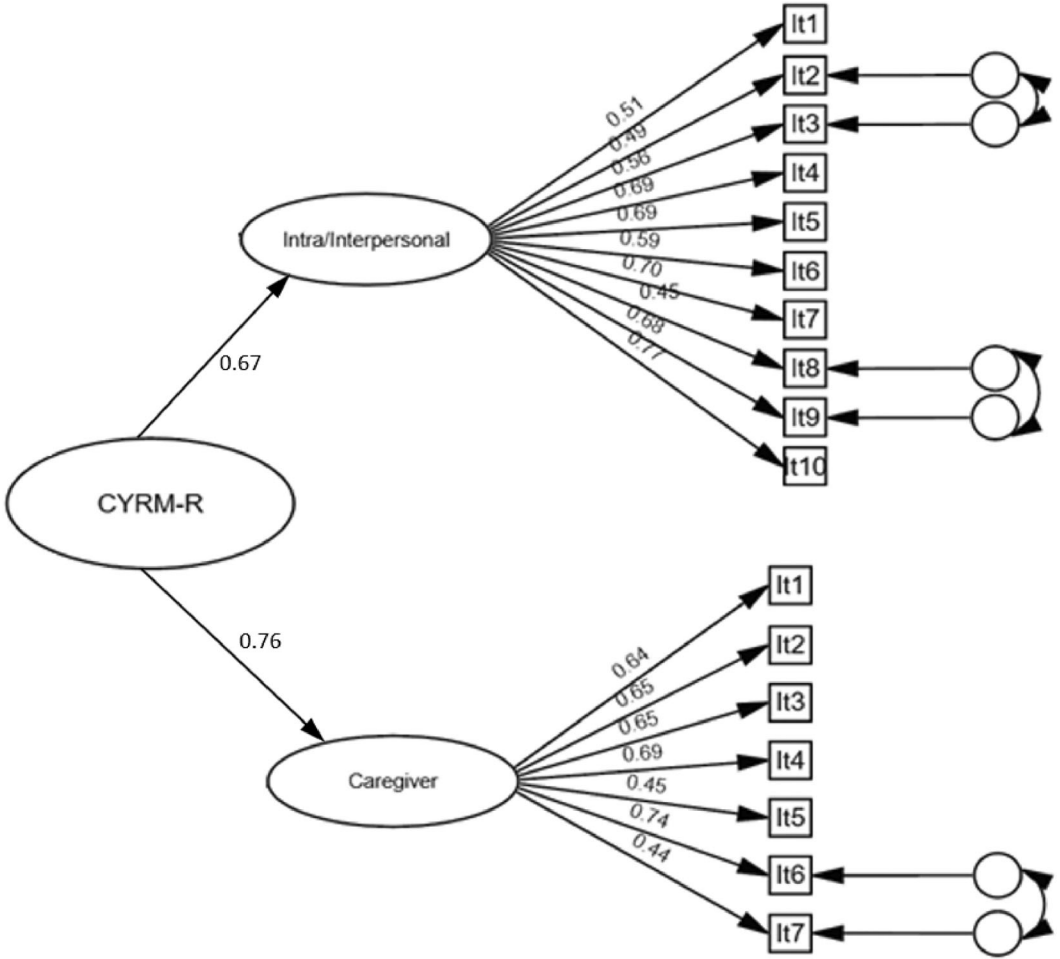 It1
It2
It3
It4
It5
It6
It7
It8
It9
It10
0.51
0.49
0.56
0.69
0.69
0.59
0.70
0.45
0.68
0.77
Intra/Interpersonal
0.67
CYRM-R
0.76
Caregiver
0.64
0.65
0.65
0.69
0.45
0.74
0.44
It1
It2
It3
It4
It5
It6
It7